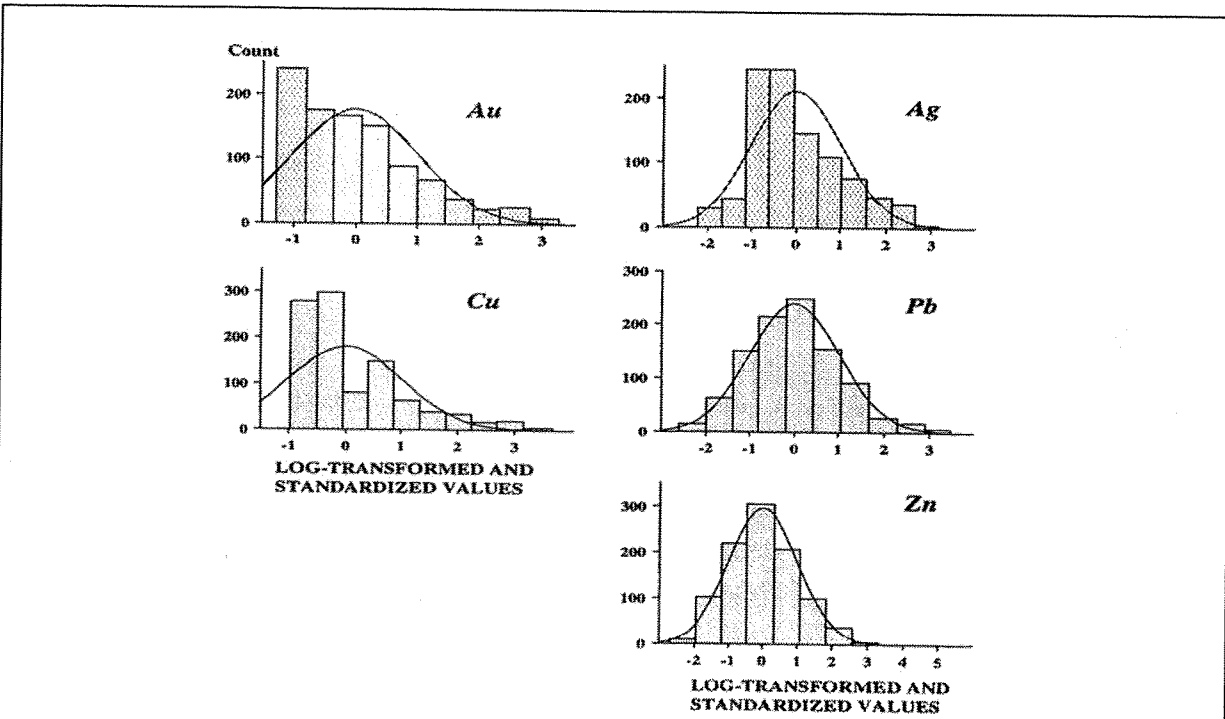 Count
200
100
0
-1 0 1 2 3
Au
200
100
0
-2 -1 0 1 2 3
Ag
300
200
100
0
-1 0 1 2 3
Cu
LOG-TRANSFORMED AND
STANDARDIZED VALUES
300
200
100
0
-2 -1 0 1 2 3
Pb
300
200
100
0
-2 -1 0 1 2 3 4 5
Zn
LOG-TRANSFORMED AND
STANDARDIZED VALUES